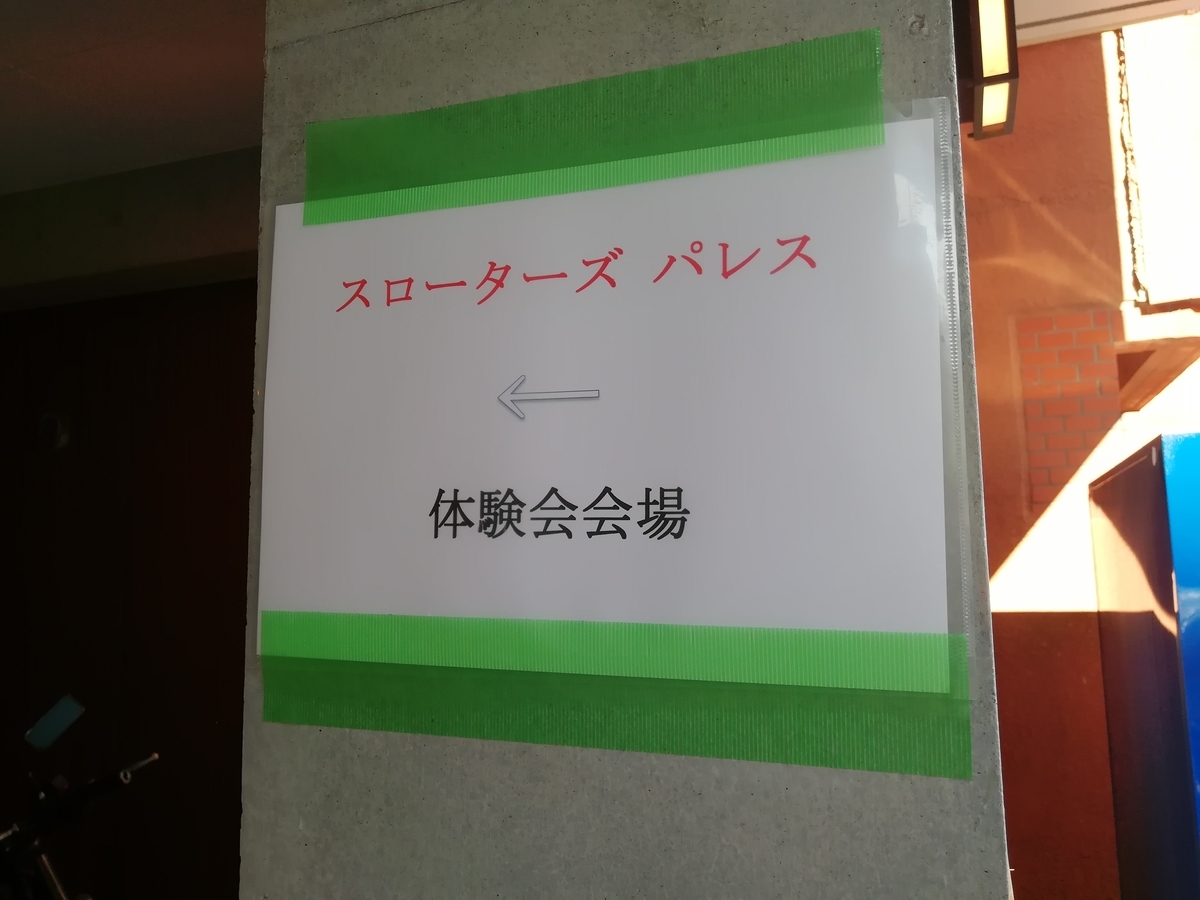 スローターズ パレス
←
体験会会場